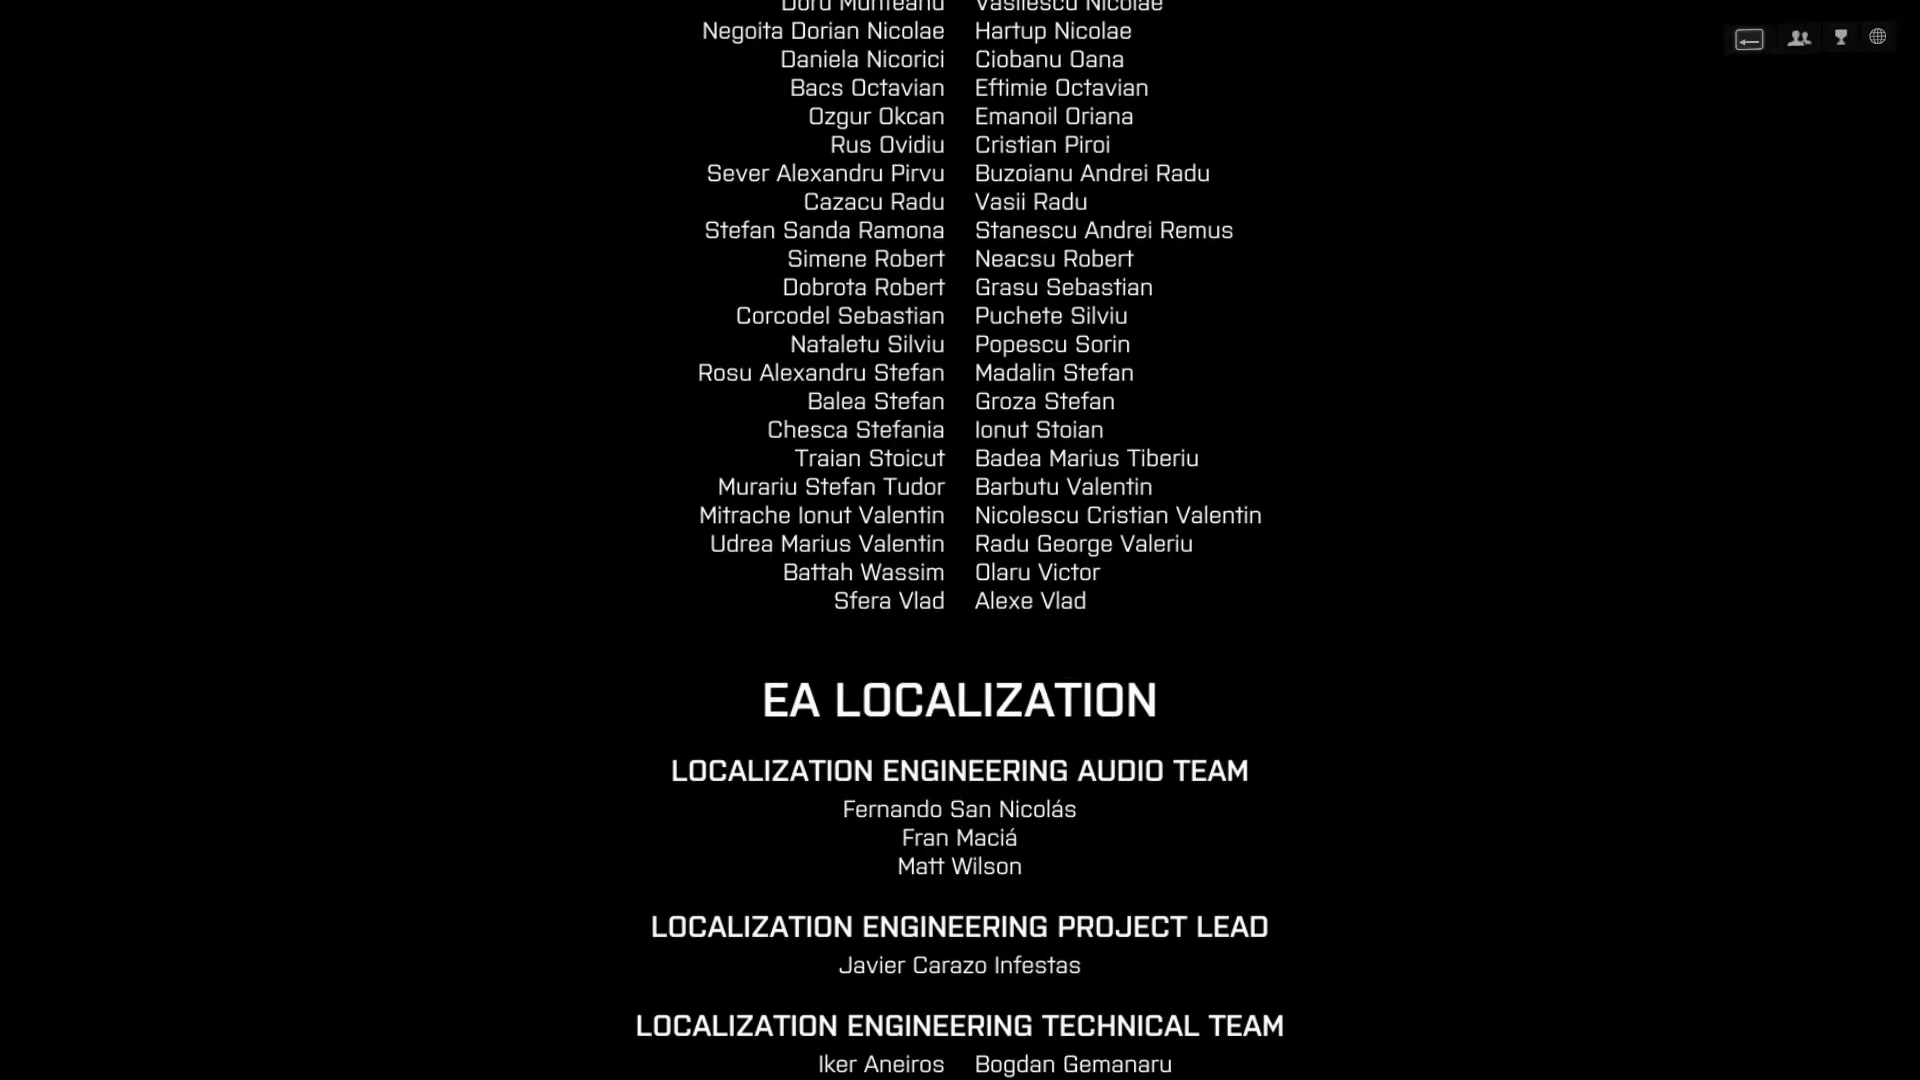 Doru Munteanu Vasilescu Nicolae
Negoita Dorian Nicolae Hartup Nicolae
Daniela Nicorici Ciobanu Oana
Bacs Octavian Eftimie Octavian
Ozgur Okcan Emanoil Oriana
Rus Ovidiu Cristian Piroi
Sever Alexandru Pirvu Buzoianu Andrei Radu
Cazacu Radu Vasii Radu
Stefan Sanda Ramona Stanescu Andrei Remus
Simene Robert Neacsu Robert
Dobrota Robert Grasu Sebastian
Corcodel Sebastian Puchete Silviu
Nataletu Silviu Popescu Sorin
Rosu Alexandru Stefan Madalin Stefan
Balea Stefan Groza Stefan
Chesca Stefania Ionut Stoian
Traian Stoicut Badea Marius Tiberiu
Murariu Stefan Tudor Barbutu Valentin
Mitrache Ionut Valentin Nicolescu Cristian Valentin
Udrea Marius Valentin Radu George Valeriu
Battah Wassim Olaru Victor
Sfera Vlad Alexe Vlad
EA LOCALIZATION
LOCALIZATION ENGINEERING AUDIO TEAM
Fernando San Nicolás
Fran Maciá
Matt Wilson
LOCALIZATION ENGINEERING PROJECT LEAD
Javier Carazo Infestas
LOCALIZATION ENGINEERING TECHNICAL TEAM
Iker Aneiros Bogdan Gemanaru